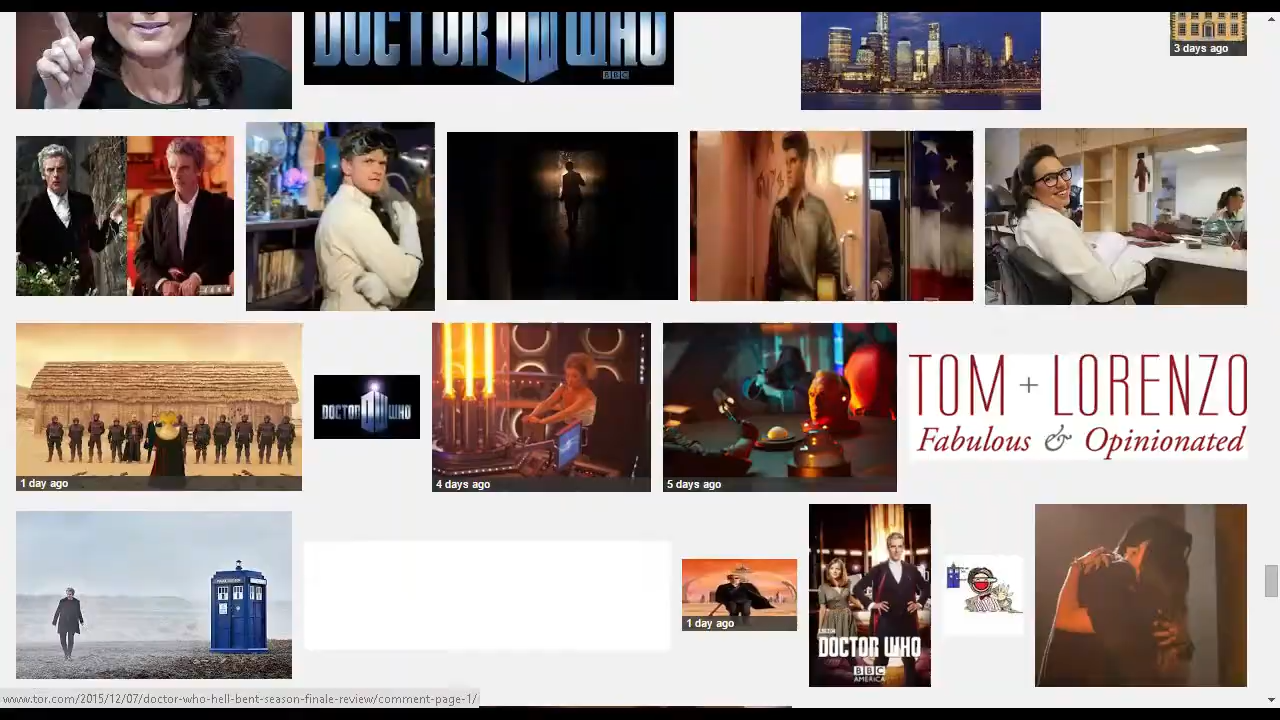 DOCTOR WHO
BBC
3 days ago
1 day ago
DOCTOR WHO
4 days ago
5 days ago
TOM + LORENZO
Fabulous & Opinionated
1 day ago
BBC
DOCTOR WHO
BBC
AMERICA
www.tor.com/2015/12/07/doctor-who-hell-bent-season-finale-review/comment-page-1/